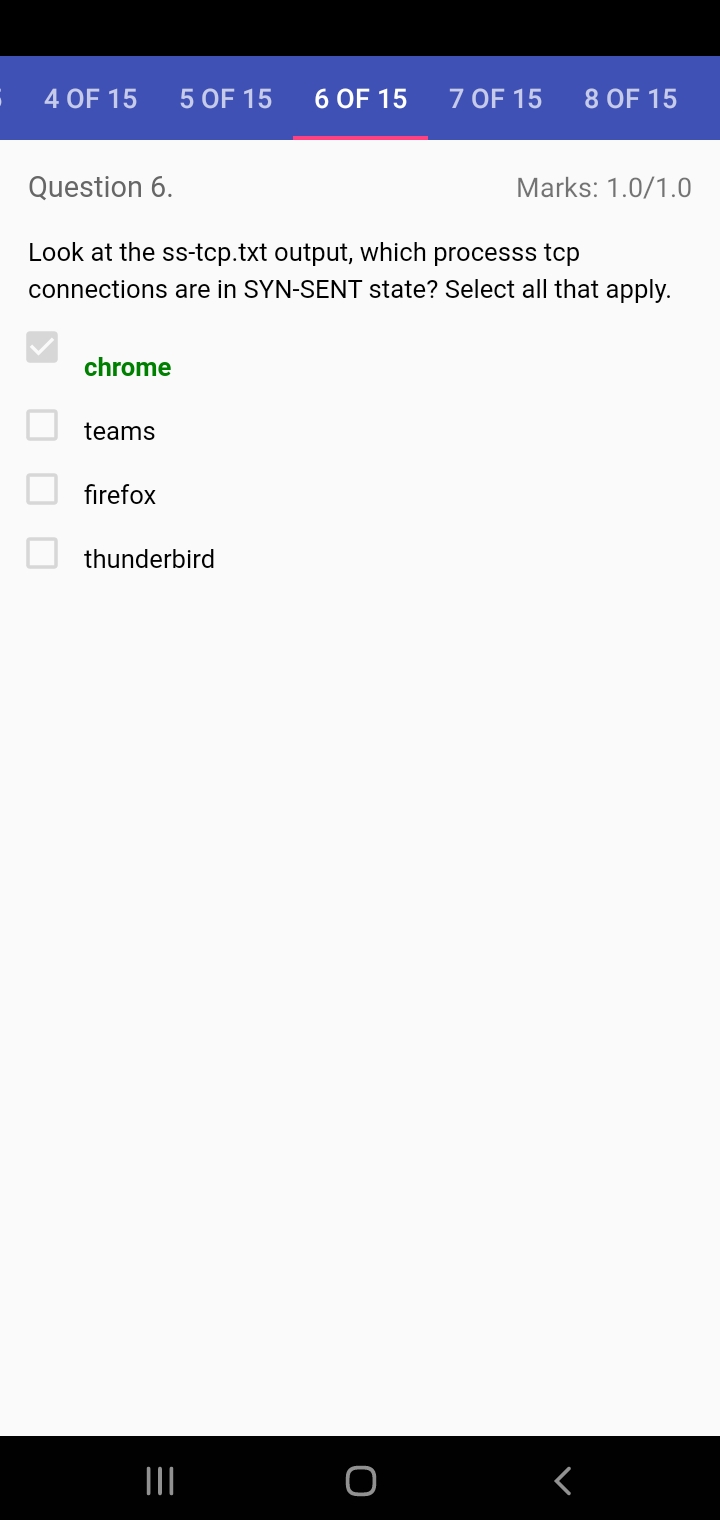 4 OF 15 5 OF 15 6 OF 15 7 OF 15 8 OF 15
Question 6. Marks: 1.0/1.0
Look at the ss-tcp.txt output, which processs tcp
connections are in SYN-SENT state? Select all that apply.
chrome
teams
firefox
thunderbird